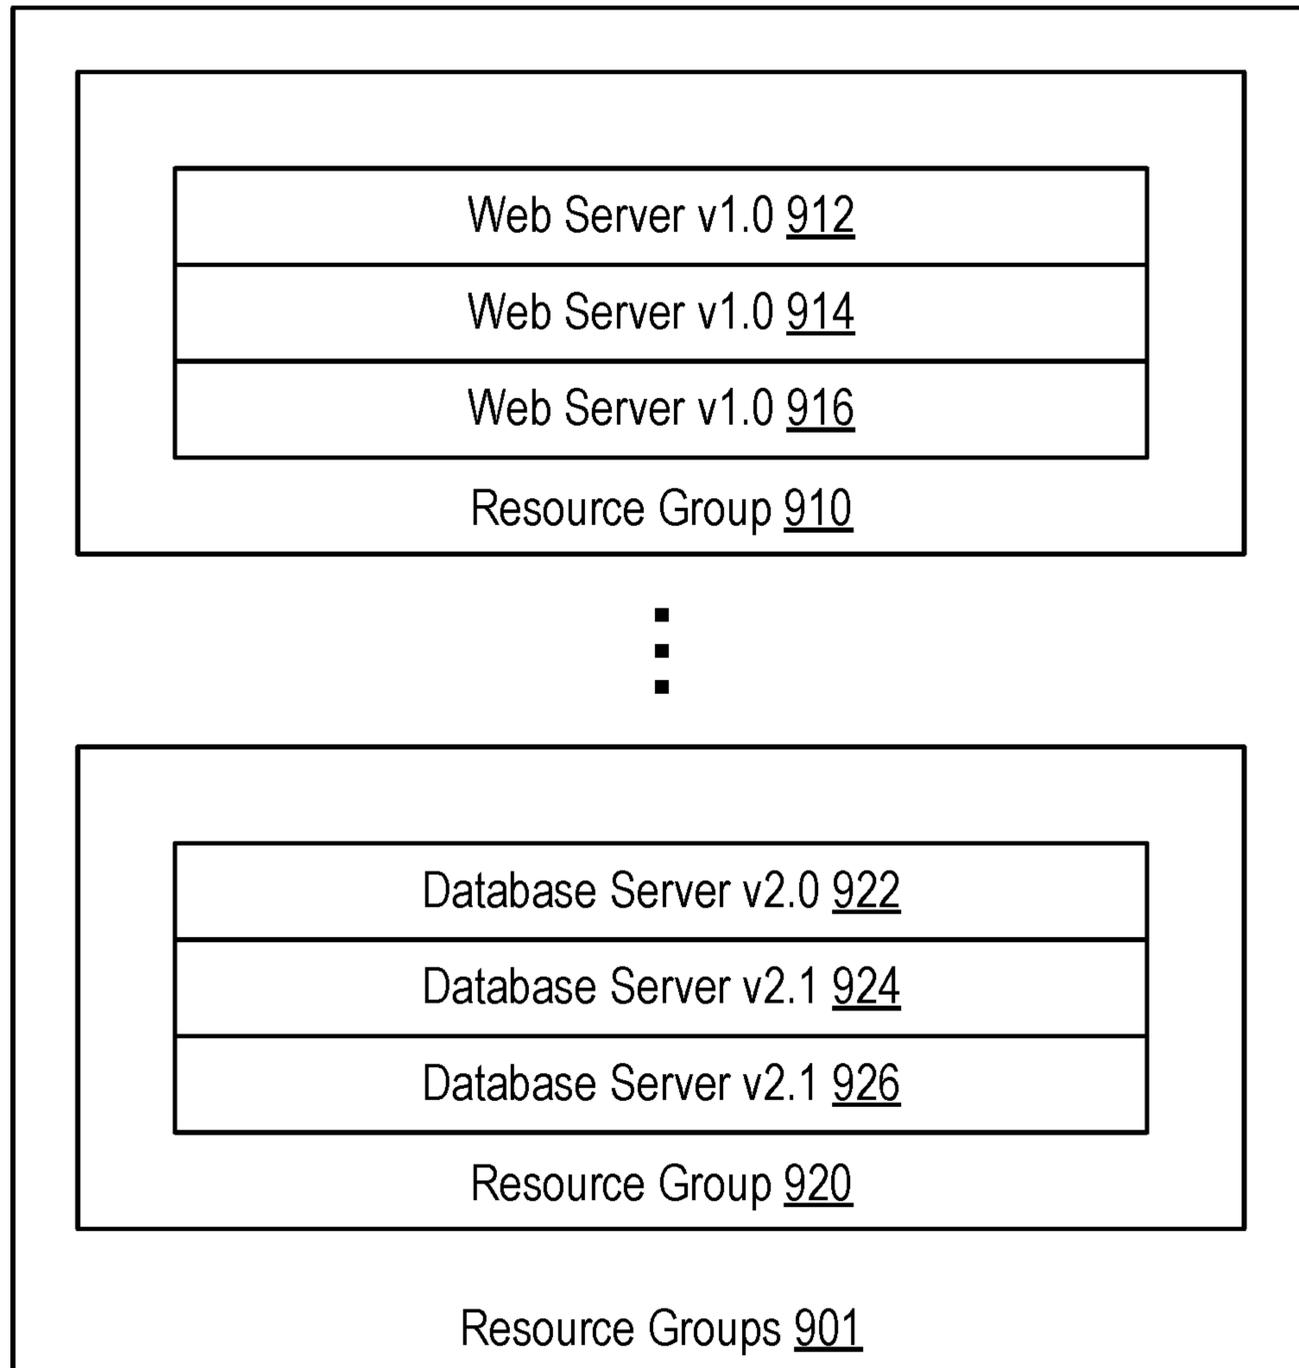 Web Server v1.0 912
Web Server v1.0 914
Web Server v1.0 916
Resource Group 910
Database Server v2.0 922
Database Server v2.1 924
Database Server v2.1 926
Resource Group 920
Resource Groups 901